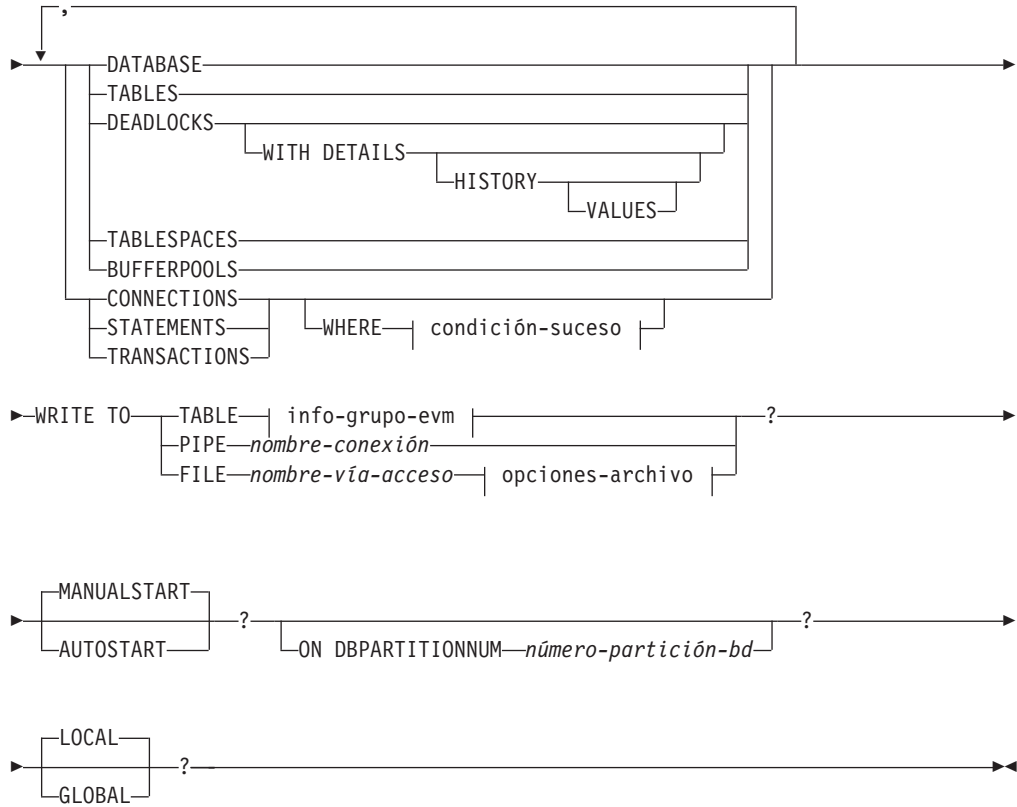 ,
DATABASE
TABLES
DEADLOCKS
WITH DETAILS
HISTORY
VALUES
TABLESPACES
BUFFERPOOLS
CONNECTIONS
STATEMENTS WHERE condición-suceso
TRANSACTIONS
WRITE TO TABLE info-grupo-evm ?
PIPE nombre-conexión
FILE nombre-vía-acceso opciones-archivo
MANUALSTART
? ?
AUTOSTART ON DBPARTITIONNUM número-partición-bd
LOCAL
?
GLOBAL